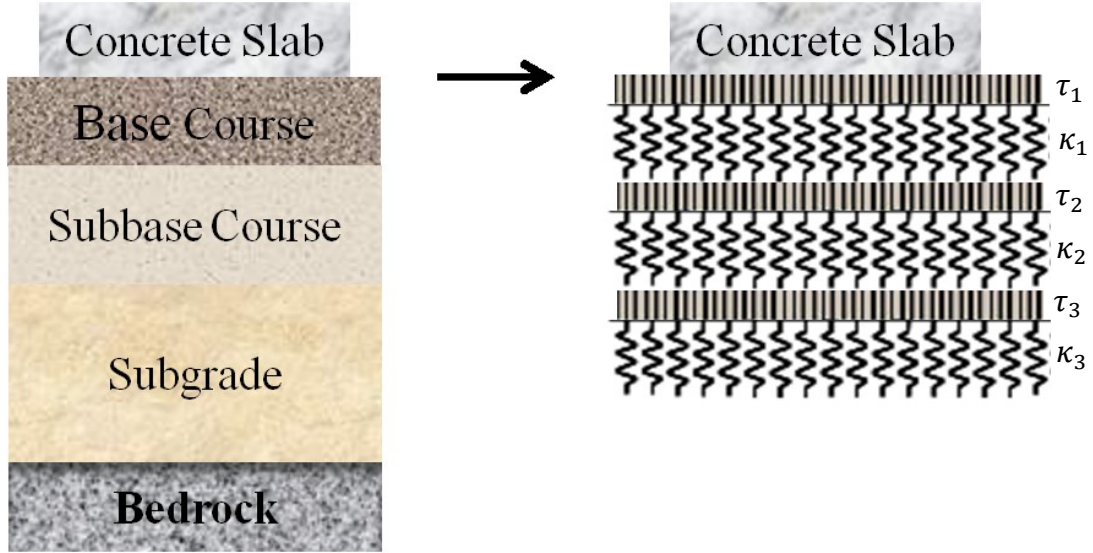 Concrete Slab
Base Course
Subbase Course
Subgrade
Bedrock
Concrete Slab
τ₁
κ₁
τ₂
κ₂
τ₃
κ₃